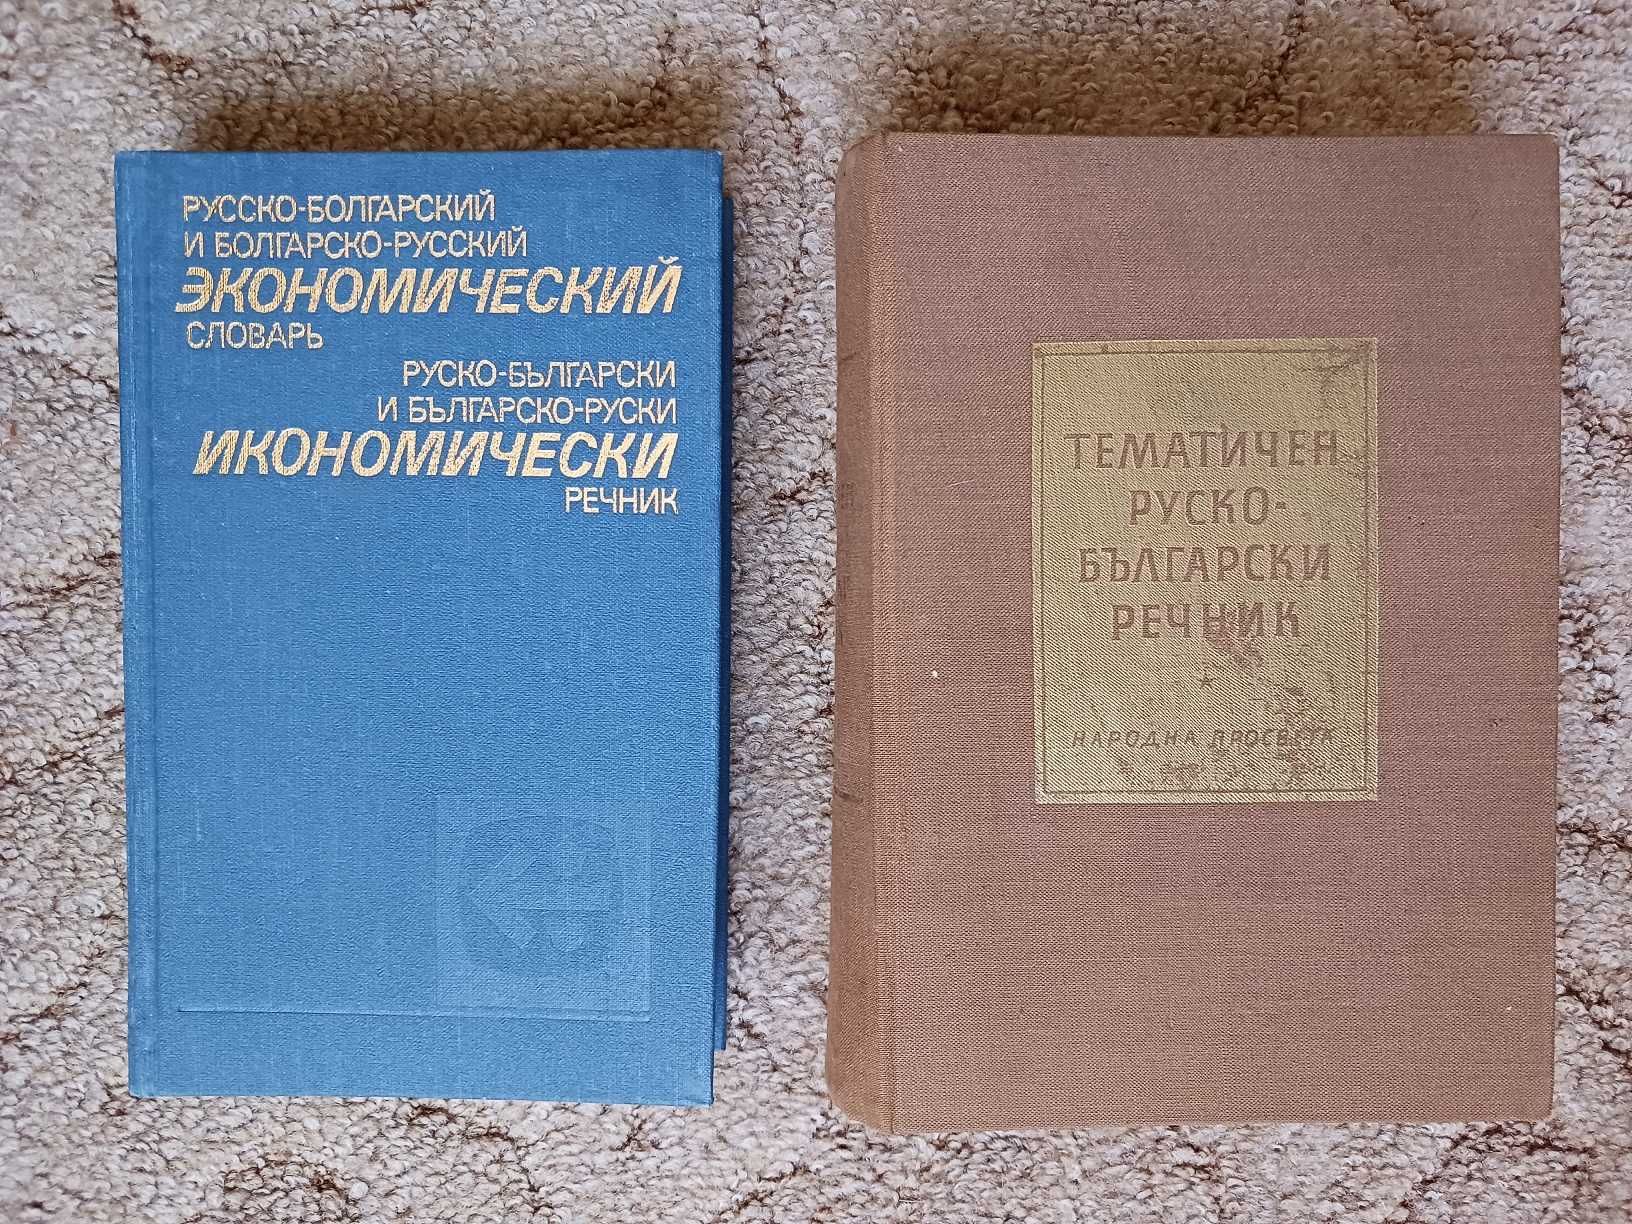 РУССКО-БОЛГАРСКИЙ
И БОЛГАРСКО-РУССКИЙ
ЭКОНОМИЧЕСКИЙ
СЛОВАРЬ
РУСКО-БЪЛГАРСКИ
И БЪЛГАРСКО-РУСКИ
ИКОНОМИЧЕСКИ
РЕЧНИК
ТЕМАТИЧЕН
РУСКО-
БЪЛГАРСКИ
РЕЧНИК
НАРОДНА ПРОСВЕТА